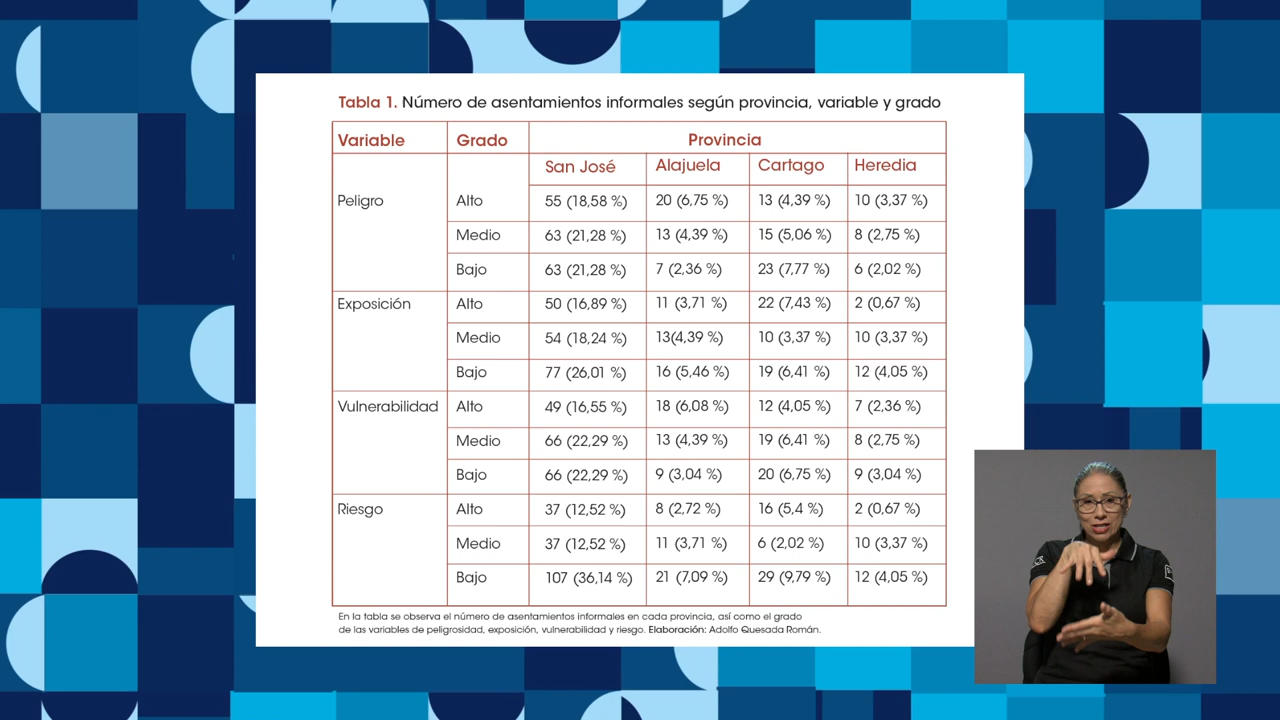 Tabla 1. Número de asentamientos informales según provincia, variable y grado
Variable Grado Provincia
San José Alajuela Cartago Heredia
Peligro Alto 55 (18,58 %) 20 (6,75 %) 13 (4,39 %) 10 (3,37 %)
Medio 63 (21,28 %) 13 (4,39 %) 15 (5,06 %) 8 (2,75 %)
Bajo 63 (21,28 %) 7 (2,36 %) 23 (7,77 %) 6 (2,02 %)
Exposición Alto 50 (16,89 %) 11 (3,71 %) 22 (7,43 %) 2 (0,67 %)
Medio 54 (18,24 %) 13(4,39 %) 10 (3,37 %) 10 (3,37 %)
Bajo 77 (26,01 %) 16 (5,46 %) 19 (6,41 %) 12 (4,05 %)
Vulnerabilidad Alto 49 (16,55 %) 18 (6,08 %) 12 (4,05 %) 7 (2,36 %)
Medio 66 (22,29 %) 13 (4,39 %) 19 (6,41 %) 8 (2,75 %)
Bajo 66 (22,29 %) 9 (3,04 %) 20 (6,75 %) 9 (3,04 %)
Riesgo Alto 37 (12,52 %) 8 (2,72 %) 16 (5,4 %) 2 (0,67 %)
Medio 37 (12,52 %) 11 (3,71 %) 6 (2,02 %) 10 (3,37 %)
Bajo 107 (36,14 %) 21 (7,09 %) 29 (9,79 %) 12 (4,05 %)
En la tabla se observa el número de asentamientos informales en cada provincia, así como el grado
de las variables de peligrosidad, exposición, vulnerabilidad y riesgo. Elaboración: Adolfo Quesada Román.